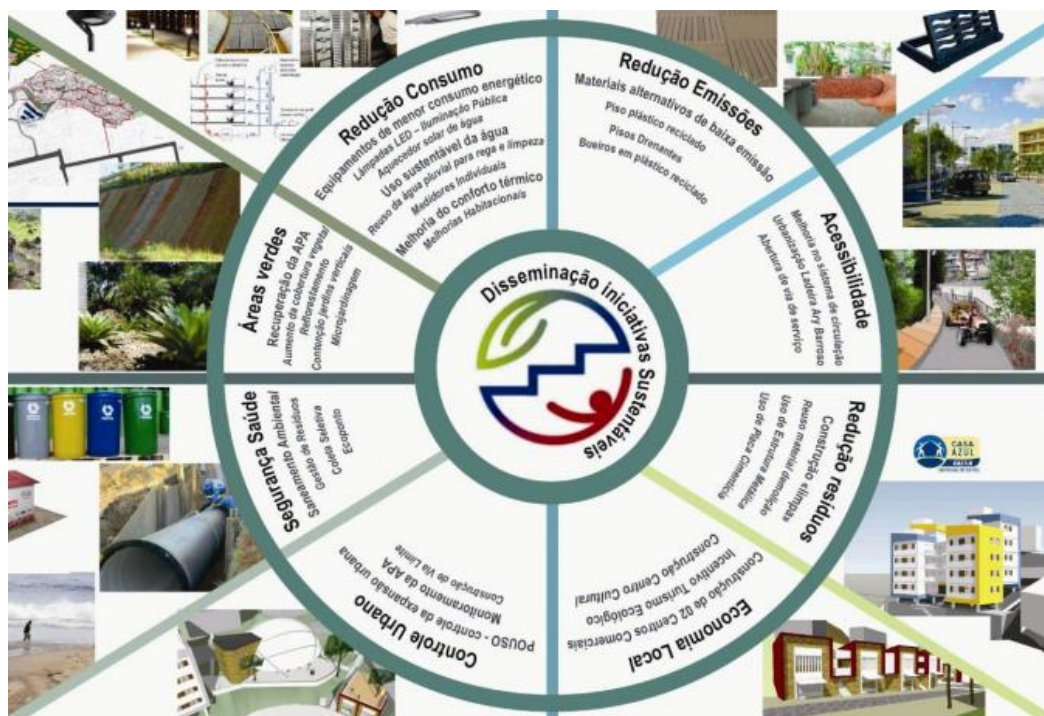 Disseminação iniciativas Sustentáveis
Redução Consumo
Equipamentos de menor consumo energético
Lâmpadas LED – Iluminação Pública
Aquecedor solar de água
Uso sustentável da água
Reuso da água pluvial para rega e limpeza
Medidores Individuais
Melhoria do conforto térmico
Melhorias Habitacionais
Redução Emissões
Materiais alternativos de baixa emissão
Piso plástico reciclado
Pisos Drenantes
Bueiros em plástico reciclado
Acessibilidade
Melhoria no sistema de circulação
Urbanização Ladeira Ary Barroso
Abertura de via de serviço
Redução resíduos
Construção +limpas
Reuso material demolição
Uso de Estrutura Metálica
Uso de Placa Cimentícia
Economia Local
Construção de 02 Centros Comerciais
Incentivo Turismo Ecológico
Construção Centro Cultural
Controle Urbano
POUSO - controle da expansão urbana
Monitoramento da APA
Construção de Via Limite
Segurança Saúde
Saneamento Ambiental
Gestão de Resíduos
Coleta Seletiva
Ecoponto
Áreas verdes
Recuperação da APA
Aumento da cobertura vegetal
Reflorestamento
Contenção jardins verticais
Microjardinagem
CASA
AZUL
CAIXA